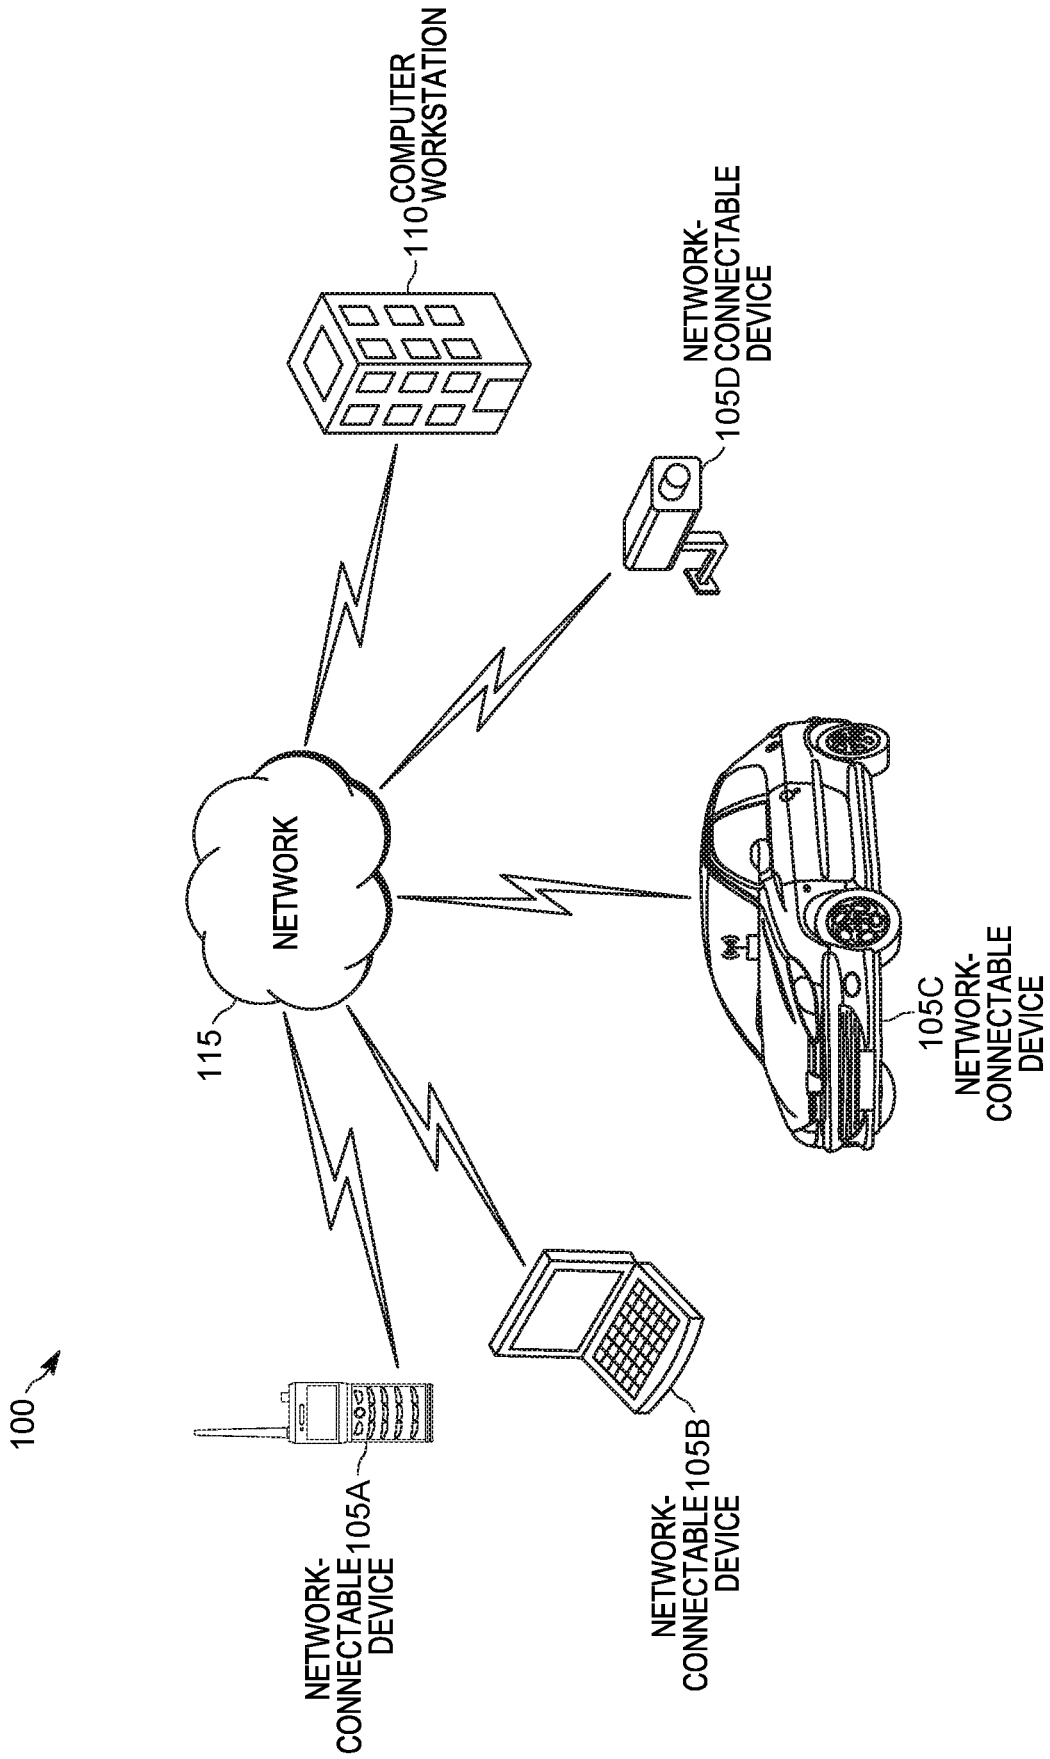 100
115
NETWORK
110
COMPUTER
WORKSTATION
NETWORK-
CONNECTABLE
DEVICE
105A
NETWORK-
CONNECTABLE
DEVICE
105B
105C
NETWORK-
CONNECTABLE
DEVICE
NETWORK-
105D CONNECTABLE
DEVICE